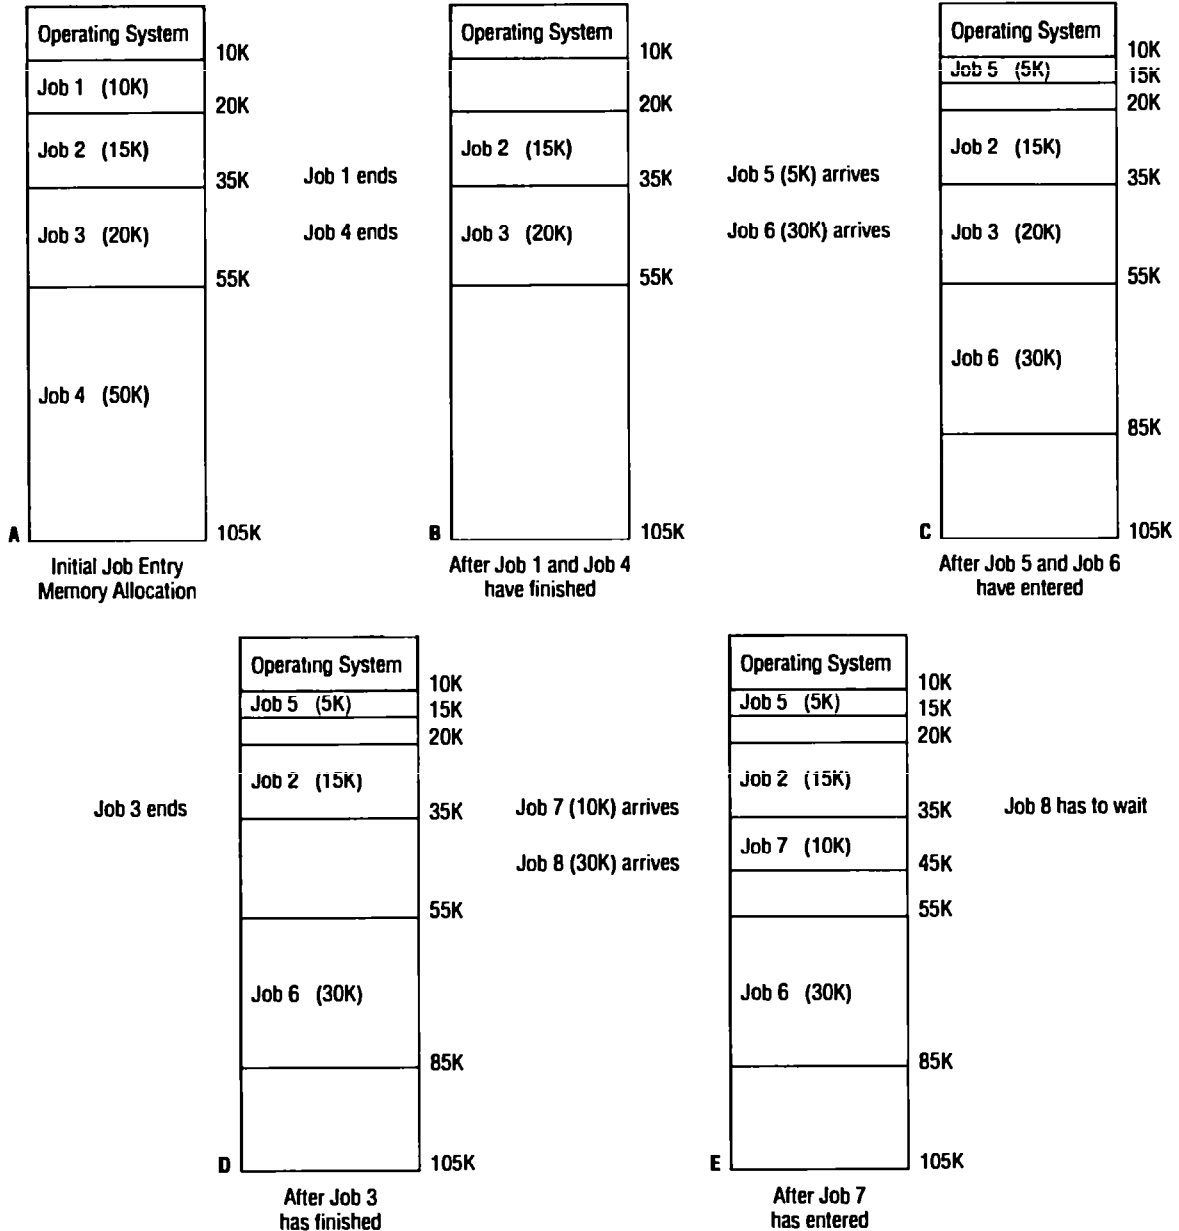 Operating System
10K
Job 1 (10K)
20K
Job 2 (15K)
35K
Job 3 (20K)
55K
Job 4 (50K)
105K
A
Initial Job Entry
Memory Allocation
Job 1 ends
Job 4 ends
Operating System
10K
20K
Job 2 (15K)
35K
Job 3 (20K)
55K
105K
B
After Job 1 and Job 4
have finished
Job 5 (5K) arrives
Job 6 (30K) arrives
Operating System
10K
Job 5 (5K)
15K
20K
Job 2 (15K)
35K
Job 3 (20K)
55K
Job 6 (30K)
85K
105K
C
After Job 5 and Job 6
have entered
Job 3 ends
Operating System
10K
Job 5 (5K)
15K
20K
Job 2 (15K)
35K
55K
Job 6 (30K)
85K
105K
D
After Job 3
has finished
Job 7 (10K) arrives
Job 8 (30K) arrives
Operating System
10K
Job 5 (5K)
15K
20K
Job 2 (15K)
35K
Job 7 (10K)
45K
55K
Job 6 (30K)
85K
105K
E
After Job 7
has entered
Job 8 has to wait